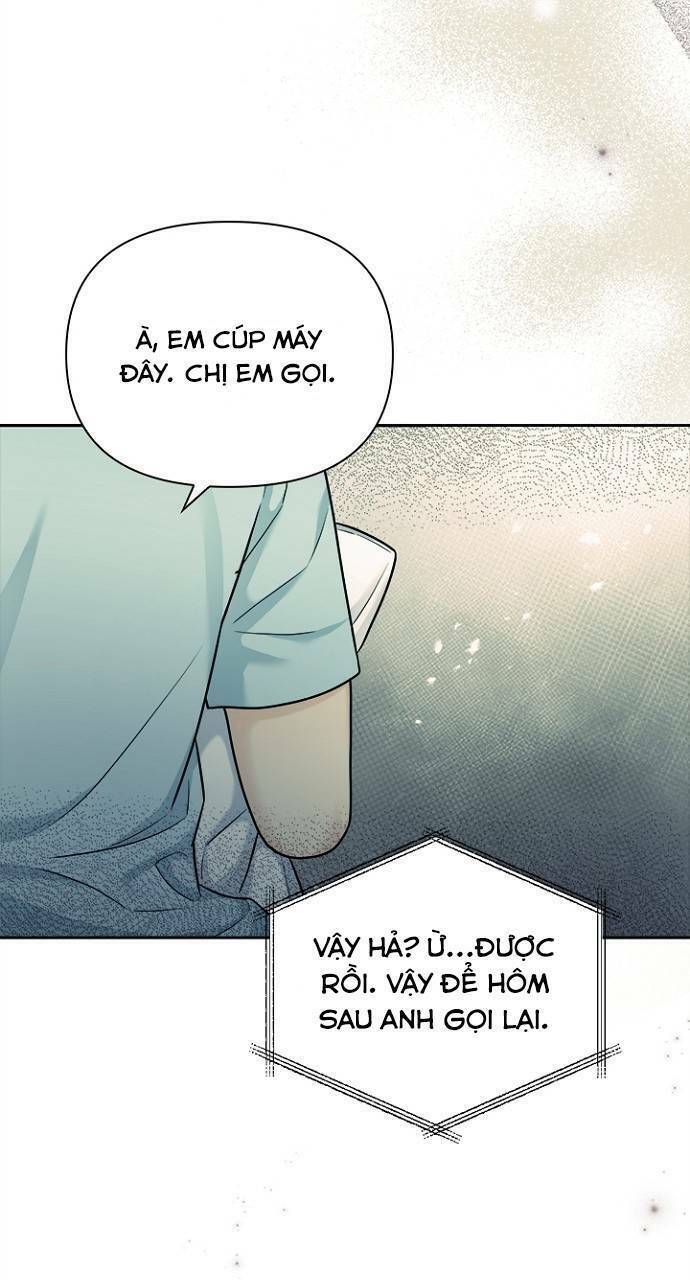 À, EM CÚP MÁY
ĐÂY. CHỊ EM GỌI.
VẬY HẢ? Ừ...ĐƯỢC
RỒI. VẬY ĐỂ HÔM
SAU ANH GỌI LẠI.